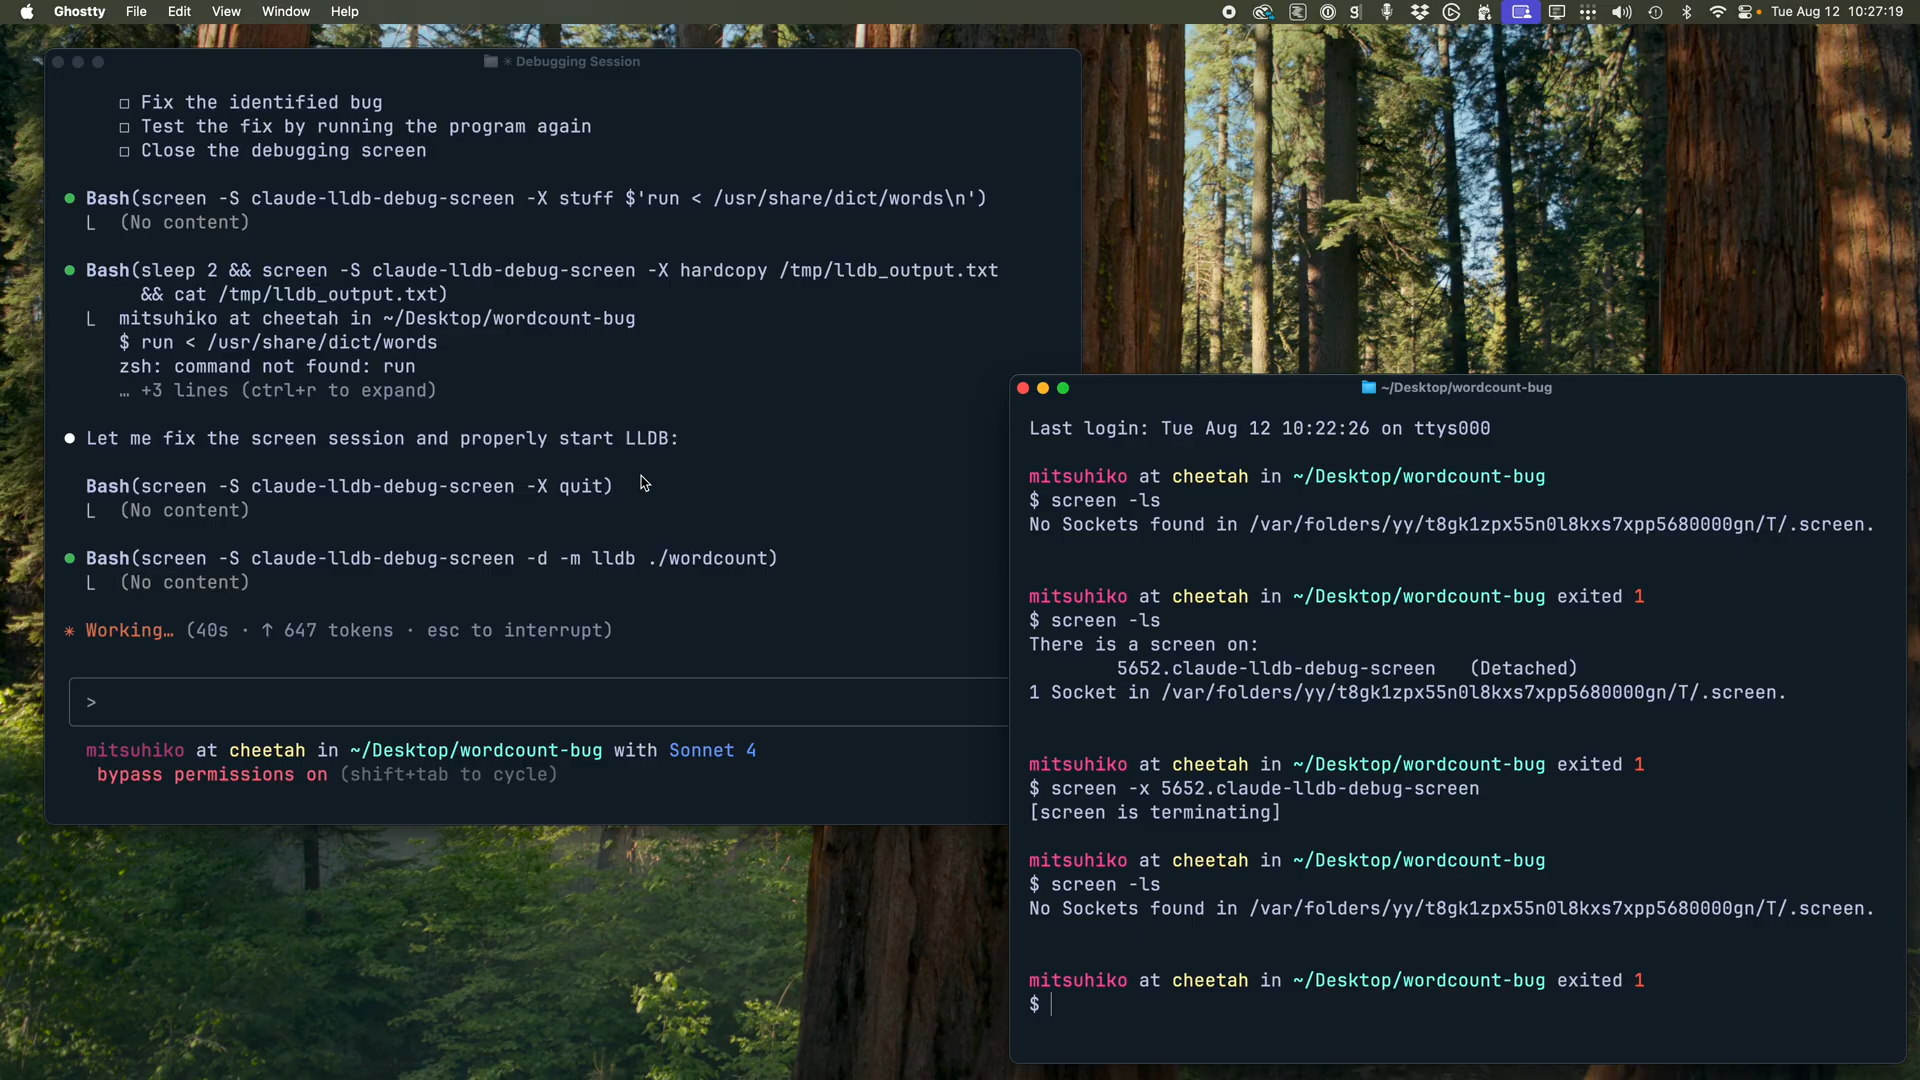 Ghostty File Edit View Window Help
Tue Aug 12 10:27:19
✳ Debugging Session
□ Fix the identified bug
□ Test the fix by running the program again
□ Close the debugging screen
● Bash(screen -S claude-lldb-debug-screen -X stuff $'run < /usr/share/dict/words\n')
⎿ (No content)
● Bash(sleep 2 && screen -S claude-lldb-debug-screen -X hardcopy /tmp/lldb_output.txt
&& cat /tmp/lldb_output.txt)
⎿ mitsuhiko at cheetah in ~/Desktop/wordcount-bug
$ run < /usr/share/dict/words
zsh: command not found: run
… +3 lines (ctrl+r to expand)
● Let me fix the screen session and properly start LLDB:
Bash(screen -S claude-lldb-debug-screen -X quit)
⎿ (No content)
● Bash(screen -S claude-lldb-debug-screen -d -m lldb ./wordcount)
⎿ (No content)
✳ Working… (40s · ↑ 647 tokens · esc to interrupt)
>
mitsuhiko at cheetah in ~/Desktop/wordcount-bug with Sonnet 4
bypass permissions on (shift+tab to cycle)
~/Desktop/wordcount-bug
Last login: Tue Aug 12 10:22:26 on ttys000
mitsuhiko at cheetah in ~/Desktop/wordcount-bug
$ screen -ls
No Sockets found in /var/folders/yy/t8gk1zpx55n0l8kxs7xpp5680000gn/T/.screen.
mitsuhiko at cheetah in ~/Desktop/wordcount-bug exited 1
$ screen -ls
There is a screen on:
5652.claude-lldb-debug-screen (Detached)
1 Socket in /var/folders/yy/t8gk1zpx55n0l8kxs7xpp5680000gn/T/.screen.
mitsuhiko at cheetah in ~/Desktop/wordcount-bug exited 1
$ screen -x 5652.claude-lldb-debug-screen
[screen is terminating]
mitsuhiko at cheetah in ~/Desktop/wordcount-bug
$ screen -ls
No Sockets found in /var/folders/yy/t8gk1zpx55n0l8kxs7xpp5680000gn/T/.screen.
mitsuhiko at cheetah in ~/Desktop/wordcount-bug exited 1
$